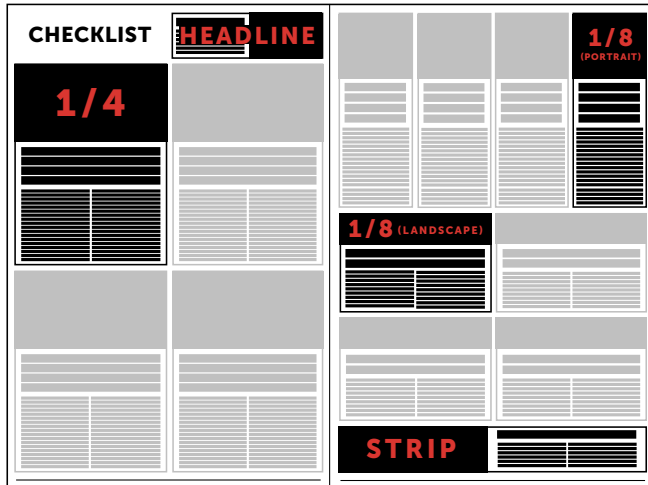 CHECKLIST
HEADLINE
1/4
1/8
(PORTRAIT)
1/8 (LANDSCAPE)
STRIP